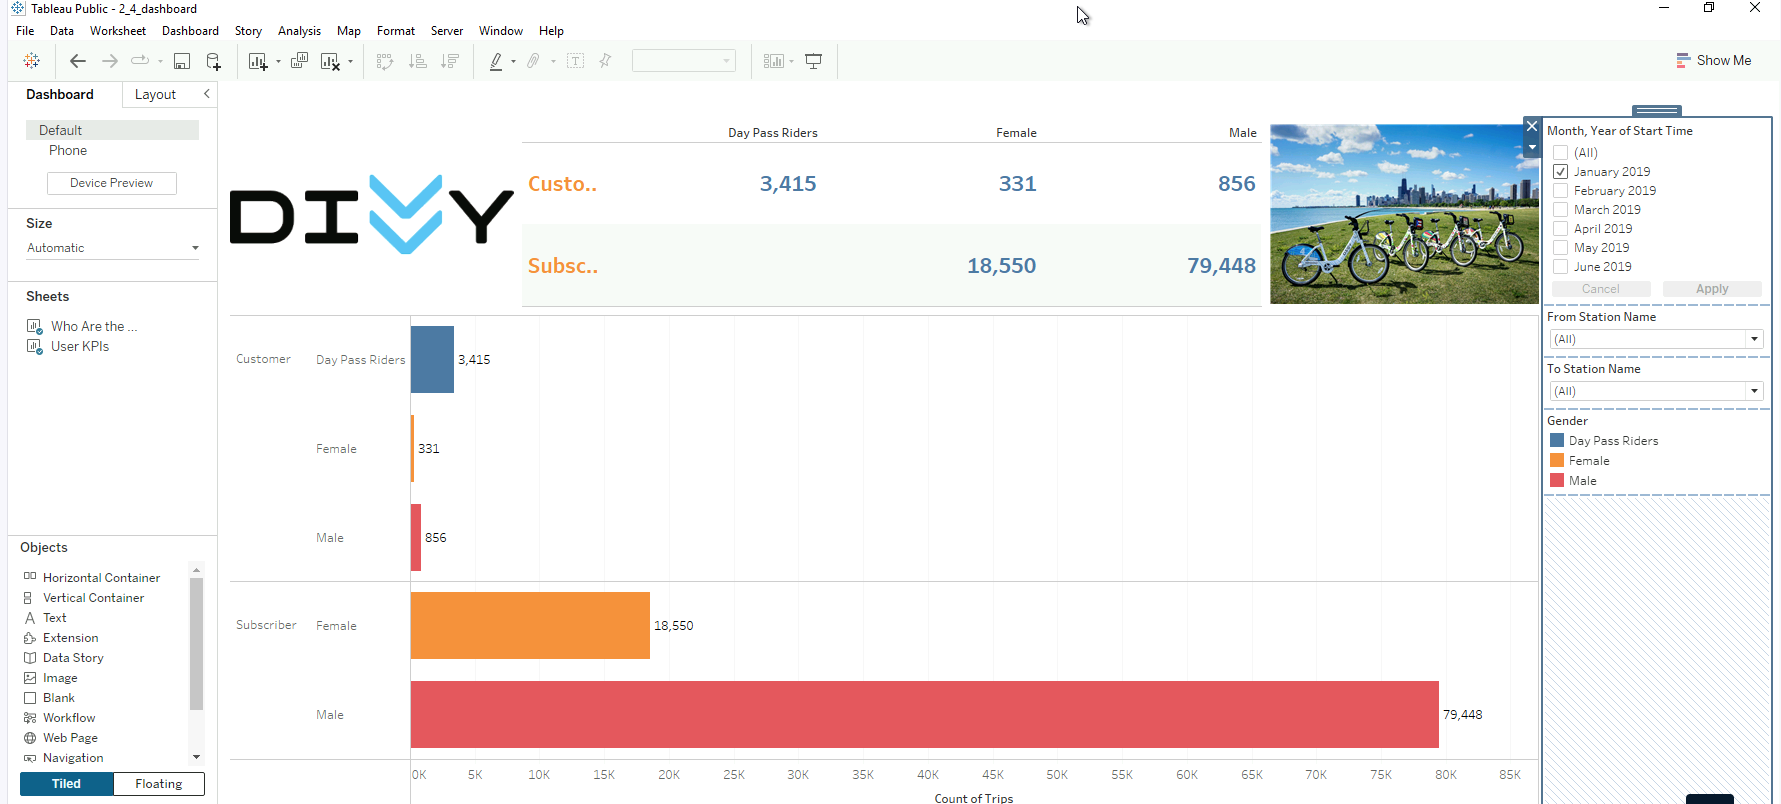 Tableau Public - 2_4_dashboard
File Data Worksheet Dashboard Story Analysis Map Format Server Window Help
Show Me
Dashboard Layout
Default
Phone
Device Preview
Size
Automatic
Sheets
Who Are the ...
User KPIs
Objects
Horizontal Container
Vertical Container
Text
Extension
Data Story
Image
Blank
Workflow
Web Page
Navigation
Tiled Floating
DIVVY
Day Pass Riders Female Male
Custo.. 3,415 331 856
Subsc.. 18,550 79,448
Customer Day Pass Riders 3,415
Female 331
Male 856
Subscriber Female 18,550
Male 79,448
0K 5K 10K 15K 20K 25K 30K 35K 40K 45K 50K 55K 60K 65K 70K 75K 80K 85K
Count of Trips
Month, Year of Start Time
(All)
January 2019
February 2019
March 2019
April 2019
May 2019
June 2019
Cancel Apply
From Station Name
(All)
To Station Name
(All)
Gender
Day Pass Riders
Female
Male